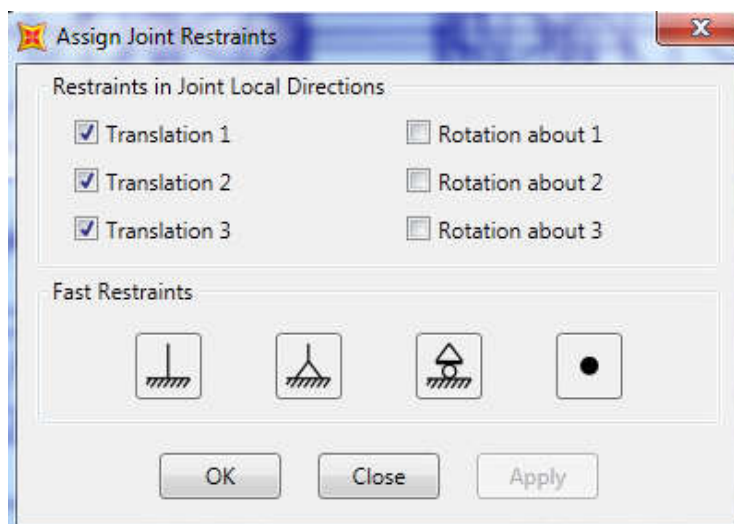 Assign Joint Restraints
X
Restraints in Joint Local Directions
Translation 1
Rotation about 1
Translation 2
Rotation about 2
Translation 3
Rotation about 3
Fast Restraints
OK
Close
Apply